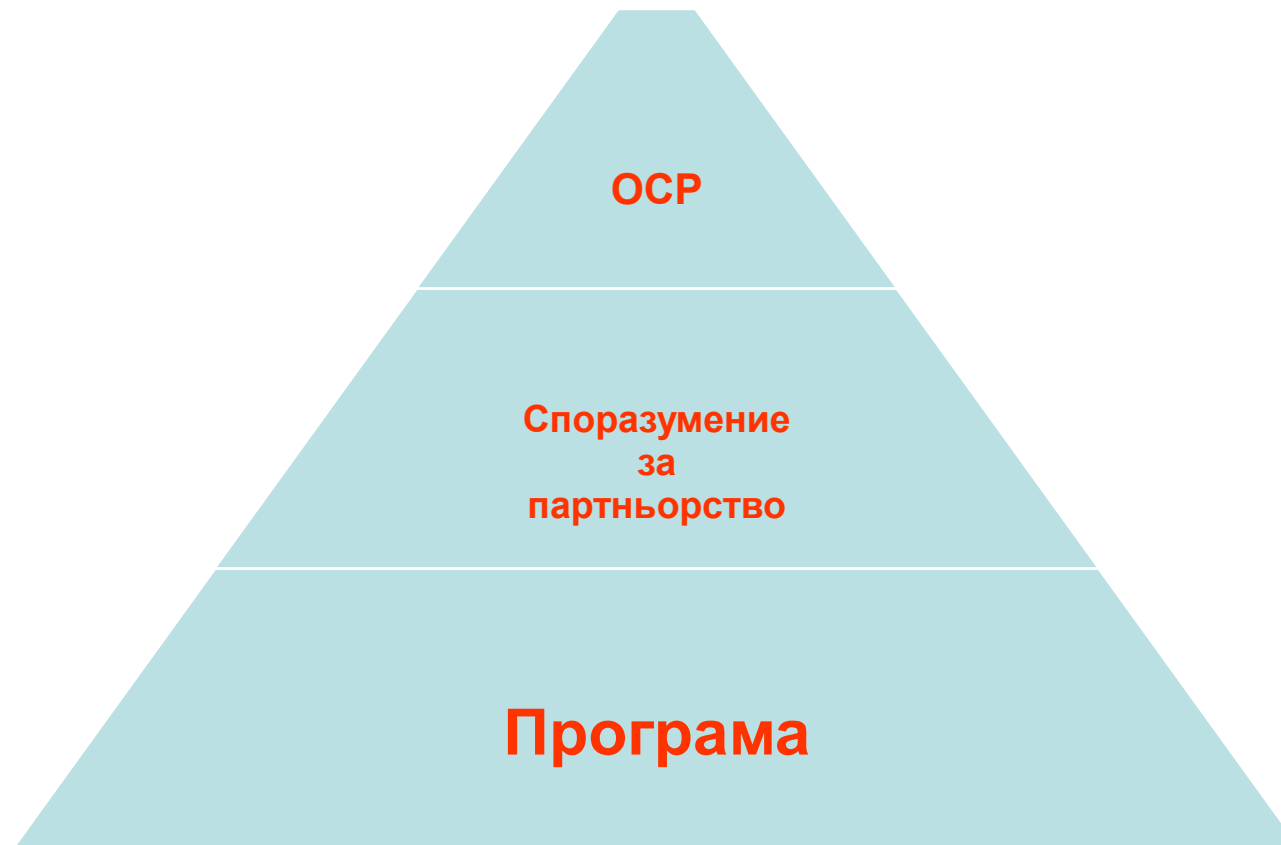 ОСР
Споразумение
за
партньорство
Програма